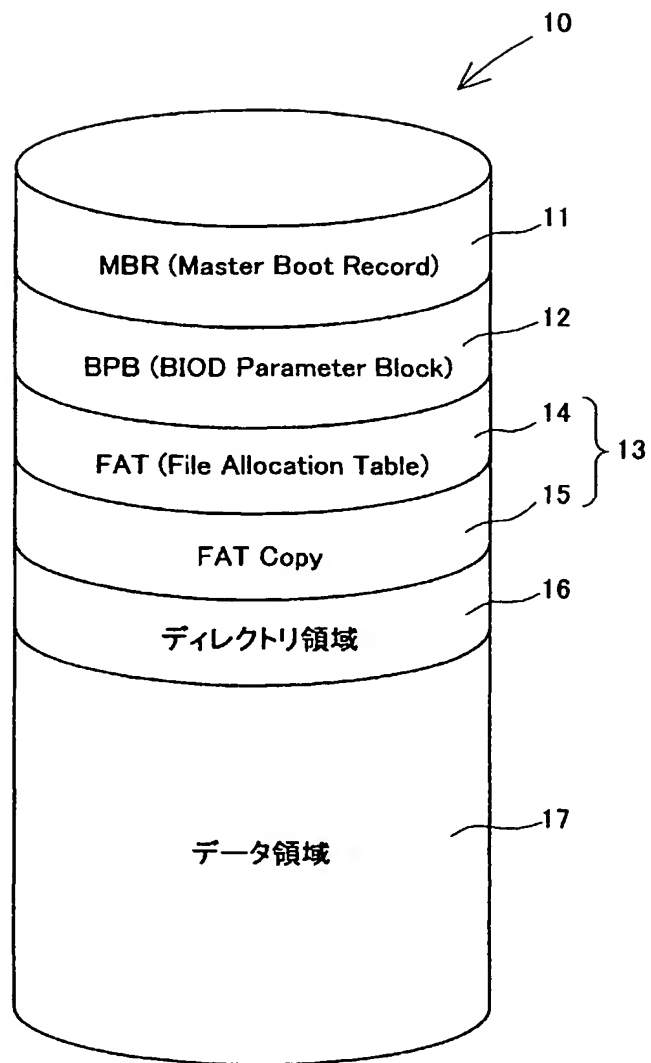 10
MBR (Master Boot Record)
11
BPB (BIOD Parameter Block)
12
FAT (File Allocation Table)
14
13
FAT Copy
15
ディレクトリ領域
16
データ領域
17